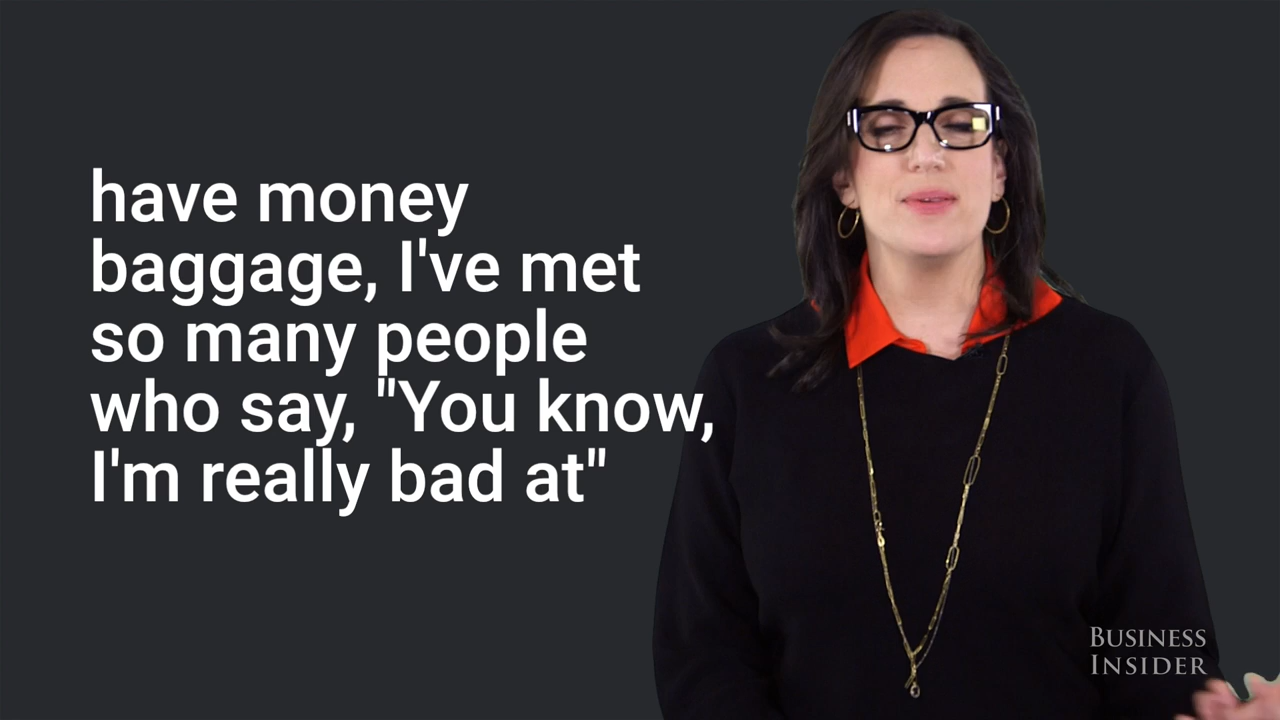 have money
baggage, I've met
so many people
who say, "You know,
I'm really bad at"
BUSINESS
INSIDER